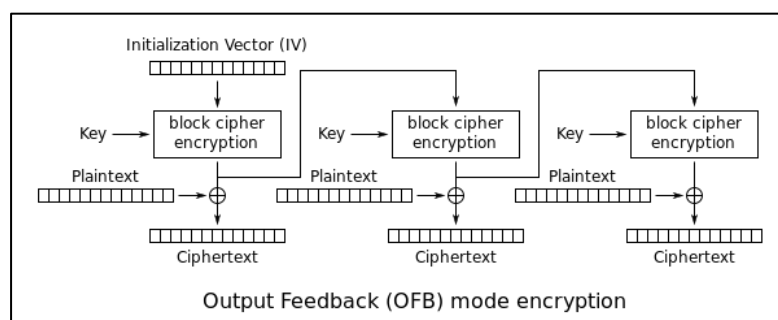 Initialization Vector (IV)
Key
block cipher
encryption
Key
block cipher
encryption
Key
block cipher
encryption
Plaintext
Plaintext
Plaintext
Ciphertext
Ciphertext
Ciphertext
Output Feedback (OFB) mode encryption